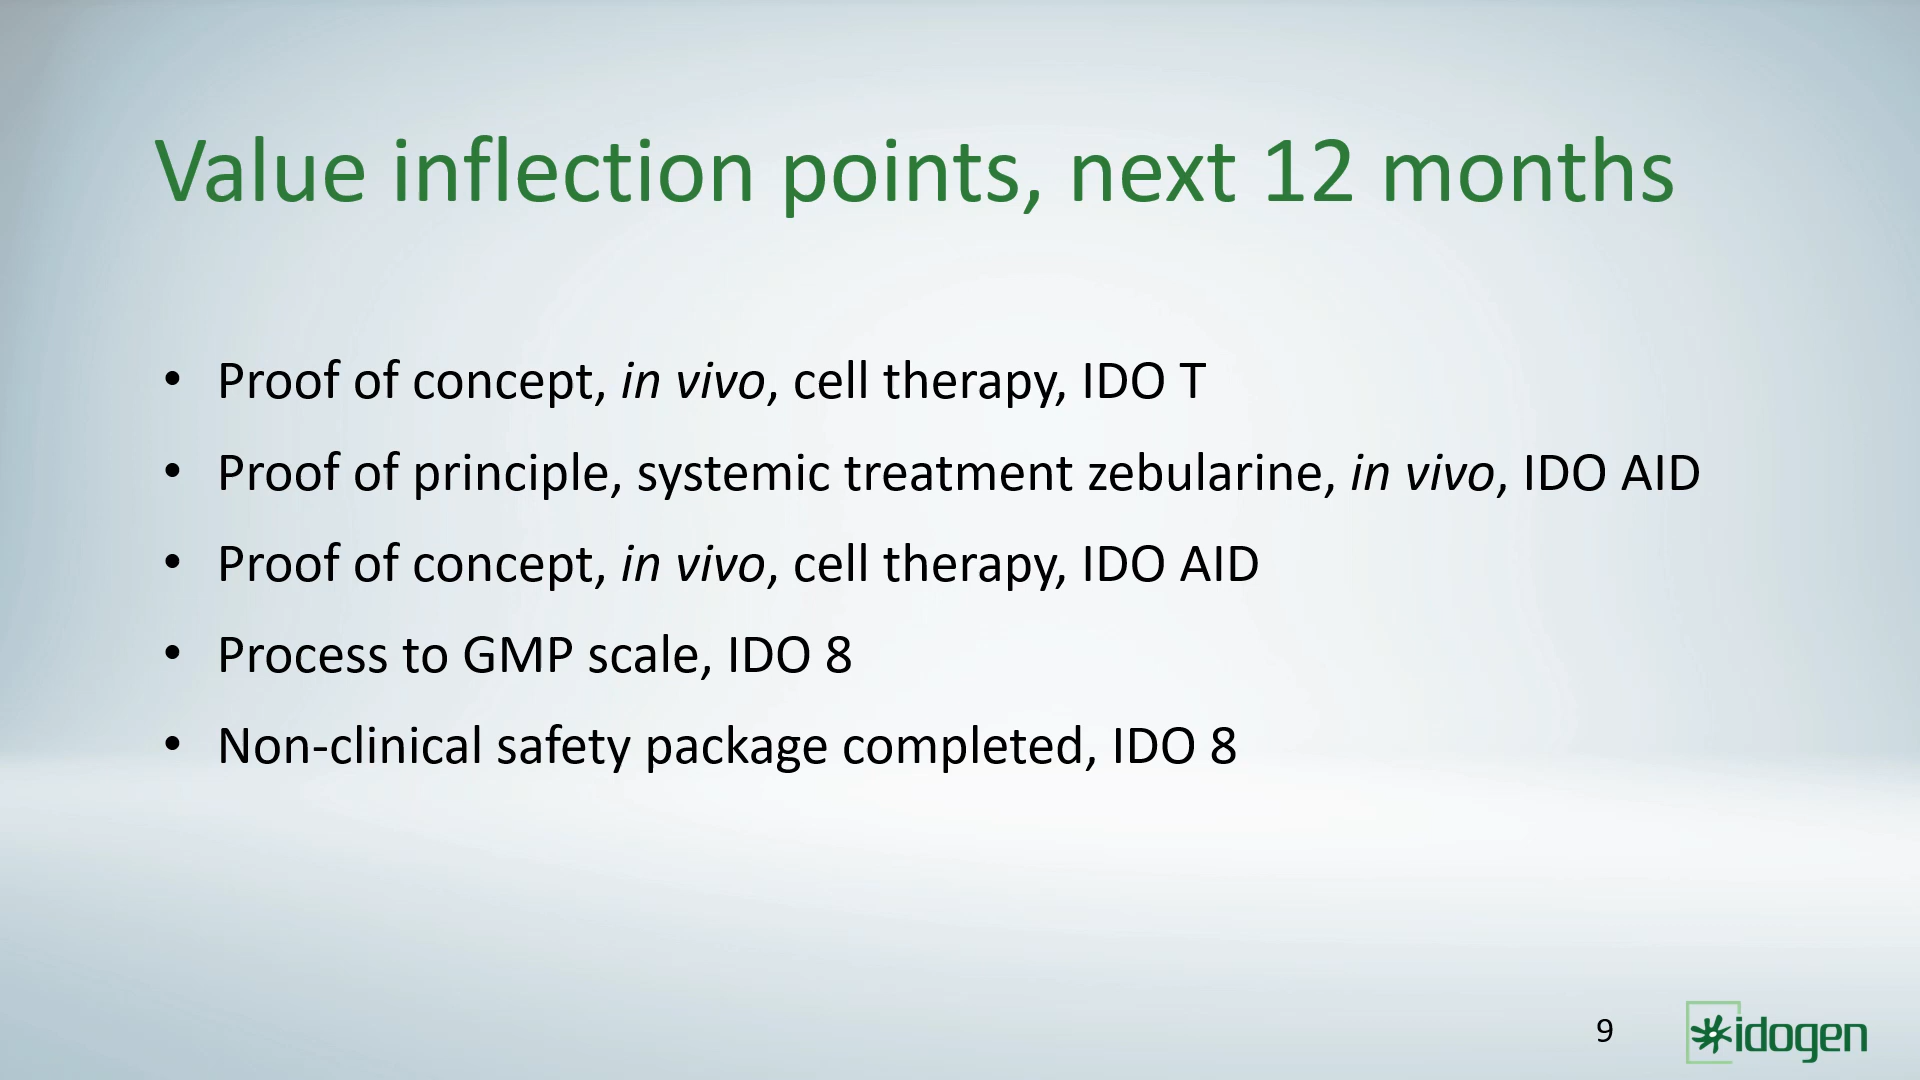 Value inflection points, next 12 months
• Proof of concept, in vivo, cell therapy, IDO T
• Proof of principle, systemic treatment zebularine, in vivo, IDO AID
• Proof of concept, in vivo, cell therapy, IDO AID
• Process to GMP scale, IDO 8
• Non-clinical safety package completed, IDO 8
9
idogen